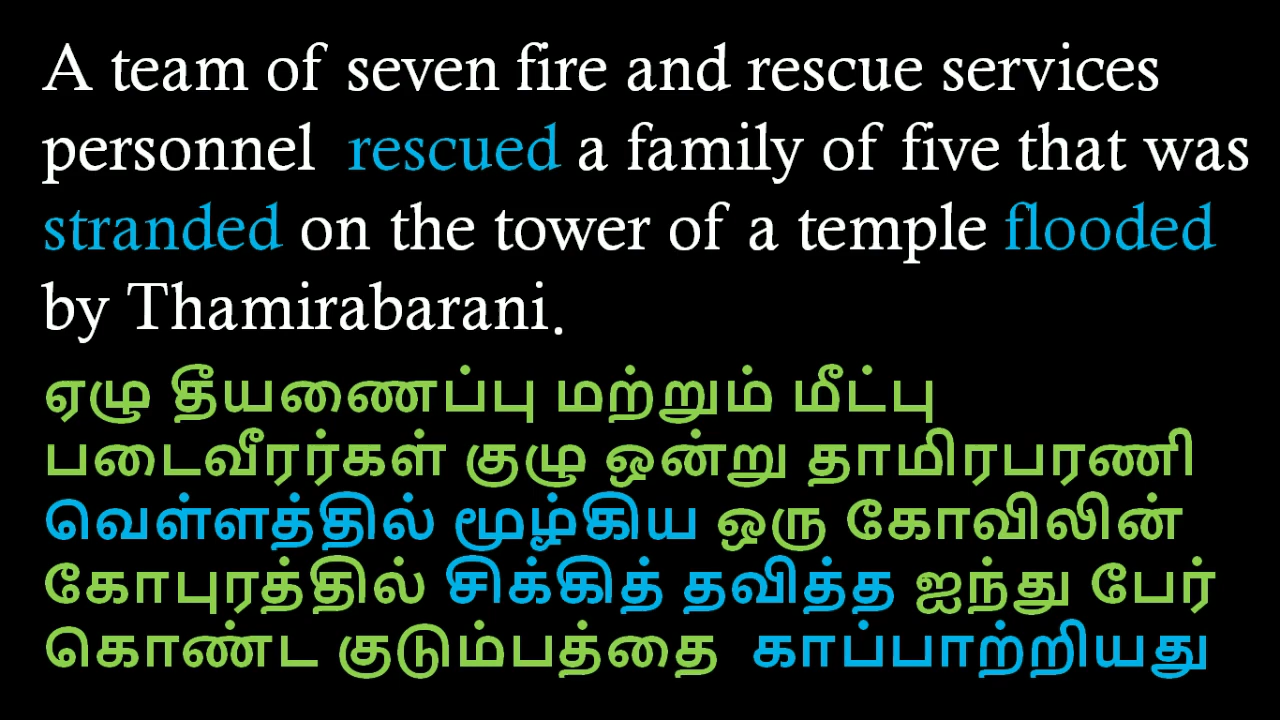 A team of seven fire and rescue services
personnel rescued a family of five that was
stranded on the tower of a temple flooded
by Thamirabarani.
ஏழு தீயணைப்பு மற்றும் மீட்பு
படைவீரர்கள் குழு ஒன்று தாமிரபரணி
வெள்ளத்தில் மூழ்கிய ஒரு கோவிலின்
கோபுரத்தில் சிக்கித் தவித்த ஐந்து பேர்
கொண்ட குடும்பத்தை காப்பாற்றியது